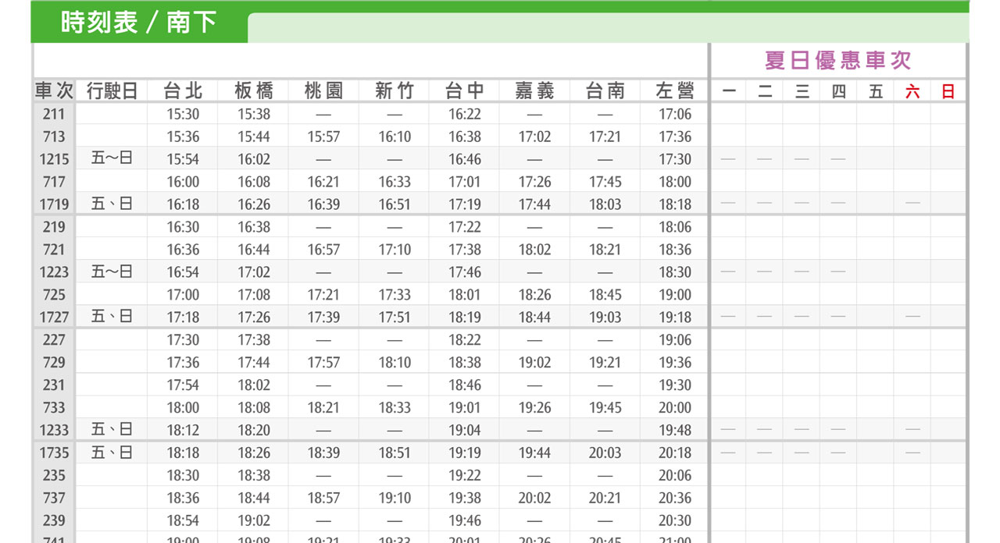 時刻表 / 南下
夏日優惠車次
車次 行駛日 台北 板橋 桃園 新竹 台中 嘉義 台南 左營 一 二 三 四 五 六 日
211 15:30 15:38 — — 16:22 — — 17:06
713 15:36 15:44 15:57 16:10 16:38 17:02 17:21 17:36
1215 五～日 15:54 16:02 — — 16:46 — — 17:30 — — — —
717 16:00 16:08 16:21 16:33 17:01 17:26 17:45 18:00
1719 五、日 16:18 16:26 16:39 16:51 17:19 17:44 18:03 18:18 — — — — —
219 16:30 16:38 — — 17:22 — — 18:06
721 16:36 16:44 16:57 17:10 17:38 18:02 18:21 18:36
1223 五～日 16:54 17:02 — — 17:46 — — 18:30 — — — —
725 17:00 17:08 17:21 17:33 18:01 18:26 18:45 19:00
1727 五、日 17:18 17:26 17:39 17:51 18:19 18:44 19:03 19:18 — — — — —
227 17:30 17:38 — — 18:22 — — 19:06
729 17:36 17:44 17:57 18:10 18:38 19:02 19:21 19:36
231 17:54 18:02 — — 18:46 — — 19:30
733 18:00 18:08 18:21 18:33 19:01 19:26 19:45 20:00
1233 五、日 18:12 18:20 — — 19:04 — — 19:48 — — — — —
1735 五、日 18:18 18:26 18:39 18:51 19:19 19:44 20:03 20:18 — — — — —
235 18:30 18:38 — — 19:22 — — 20:06
737 18:36 18:44 18:57 19:10 19:38 20:02 20:21 20:36
239 18:54 19:02 — — 19:46 — — 20:30
741 19:00 19:08 19:21 19:33 20:01 20:26 20:45 21:00